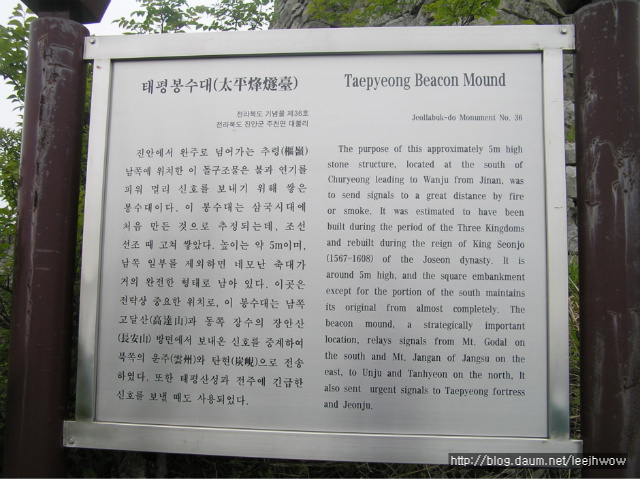 태평봉수대(太平烽燧臺)
전라북도 기념물 제36호
전라북도 진안군 주천면 대불리
진안에서 완주로 넘어가는 추령(樞嶺)
남쪽에 위치한 이 돌구조물은 불과 연기를
피워 멀리 신호를 보내기 위해 쌓은
봉수대이다. 이 봉수대는 삼국시대에
처음 만든 것으로 추정되는데, 조선
선조 때 고쳐 쌓았다. 높이는 약 5m이며,
남쪽 일부를 제외하면 네모난 축대가
거의 완전한 형태로 남아 있다. 이곳은
전략상 중요한 위치로, 이 봉수대는 남쪽
고달산(高達山)과 동쪽 장수의 장안산
(長安山) 방면에서 보내온 신호를 중계하여
북쪽의 운주(雲州)와 탄현(炭峴)으로 전송
하였다. 또한 태평산성과 전주에 긴급한
신호를 보낼 때도 사용되었다.
Taepyeong Beacon Mound
Jeollabuk-do Monument No. 36
The purpose of this approximately 5m high
stone structure, located at the south of
Churyeong leading to Wanju from Jinan, was
to send signals to a great distance by fire
or smoke. It was estimated to have been
built during the period of the Three Kingdoms
and rebuilt during the reign of King Seonjo
(1567-1608) of the Joseon dynasty. It is
around 5m high, and the square embankment
except for the portion of the south maintains
its original from almost completely. The
beacon mound, a strategically important
location, relays signals from Mt. Godal on
the south and Mt. Jangan of Jangsu on the
east, to Unju and Tanhyeon on the north. It
also sent urgent signals to Taepyeong fortress
and Jeonju.
http://blog.daum.net/leejhwow